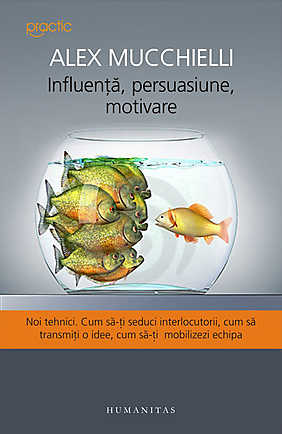 practic
ALEX MUCCHIELLI
Influență, persuasiune,
motivare
Noi tehnici. Cum să-ți seduci interlocutorii, cum să
transmiți o idee, cum să-ți mobilizezi echipa
HUMANITAS